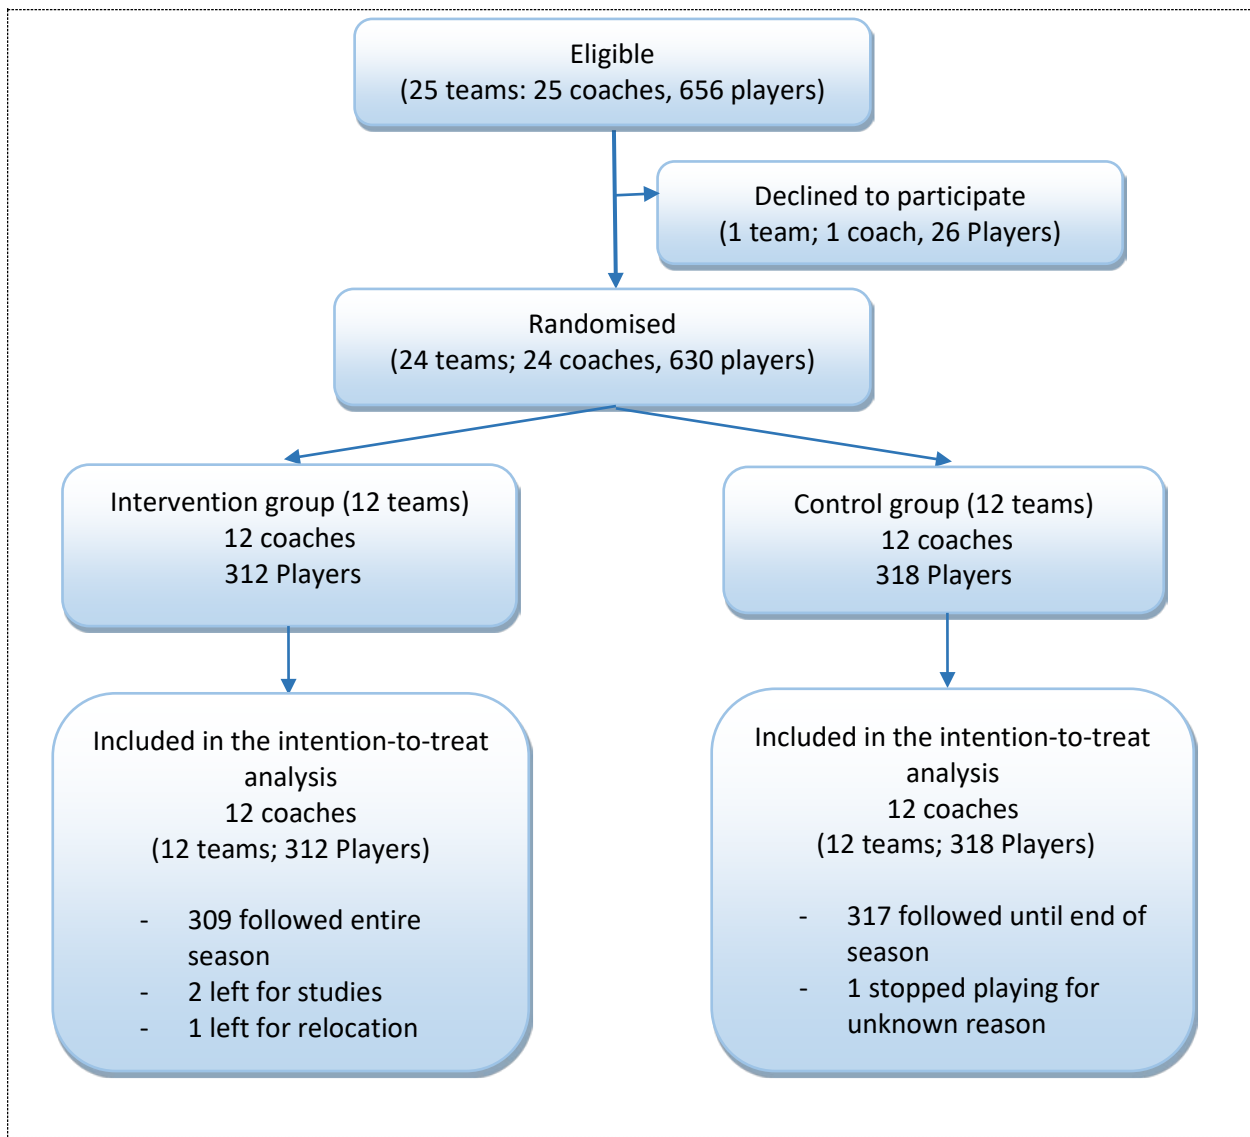 Eligible
(25 teams: 25 coaches, 656 players)
Declined to participate
(1 team; 1 coach, 26 Players)
Randomised
(24 teams; 24 coaches, 630 players)
Intervention group (12 teams)
12 coaches
312 Players
Control group (12 teams)
12 coaches
318 Players
Included in the intention-to-treat
analysis
12 coaches
(12 teams; 312 Players)
- 309 followed entire
season
- 2 left for studies
- 1 left for relocation
Included in the intention-to-treat
analysis
12 coaches
(12 teams; 318 Players)
- 317 followed until end of
season
- 1 stopped playing for
unknown reason